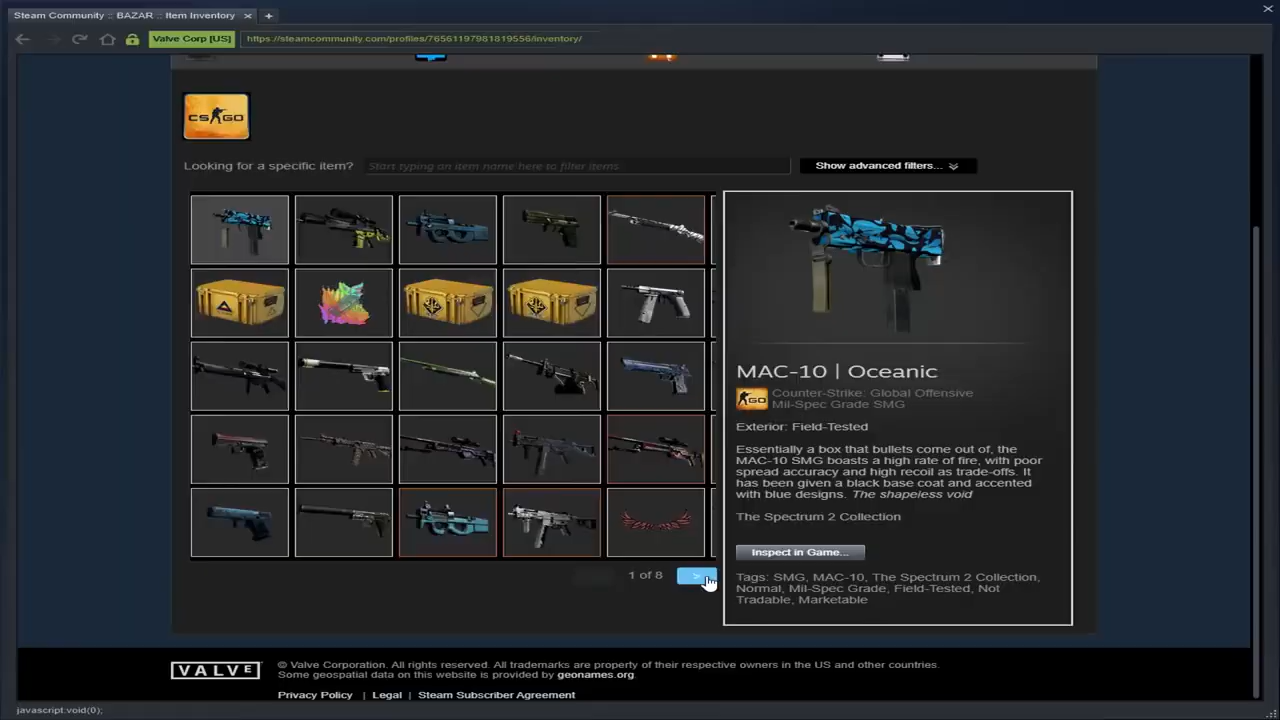 Steam Community :: BAZAR :: Item Inventory
Valve Corp [US]
https://steamcommunity.com/profiles/76561197981819556/inventory/
CS GO
Looking for a specific item?
Start typing an item name here to filter items
Show advanced filters...
MAC-10 | Oceanic
GO
Counter-Strike: Global Offensive
Mil-Spec Grade SMG
Exterior: Field-Tested
Essentially a box that bullets come out of, the
MAC-10 SMG boasts a high rate of fire, with poor
spread accuracy and high recoil as trade-offs. It
has been given a black base coat and accented
with blue designs. The shapeless void
The Spectrum 2 Collection
Inspect in Game...
Tags: SMG, MAC-10, The Spectrum 2 Collection,
Normal, Mil-Spec Grade, Field-Tested, Not
Tradable, Marketable
1 of 8
>
VALVE
© Valve Corporation. All rights reserved. All trademarks are property of their respective owners in the US and other countries.
Some geospatial data on this website is provided by geonames.org.
Privacy Policy | Legal | Steam Subscriber Agreement
javascript:void(0);